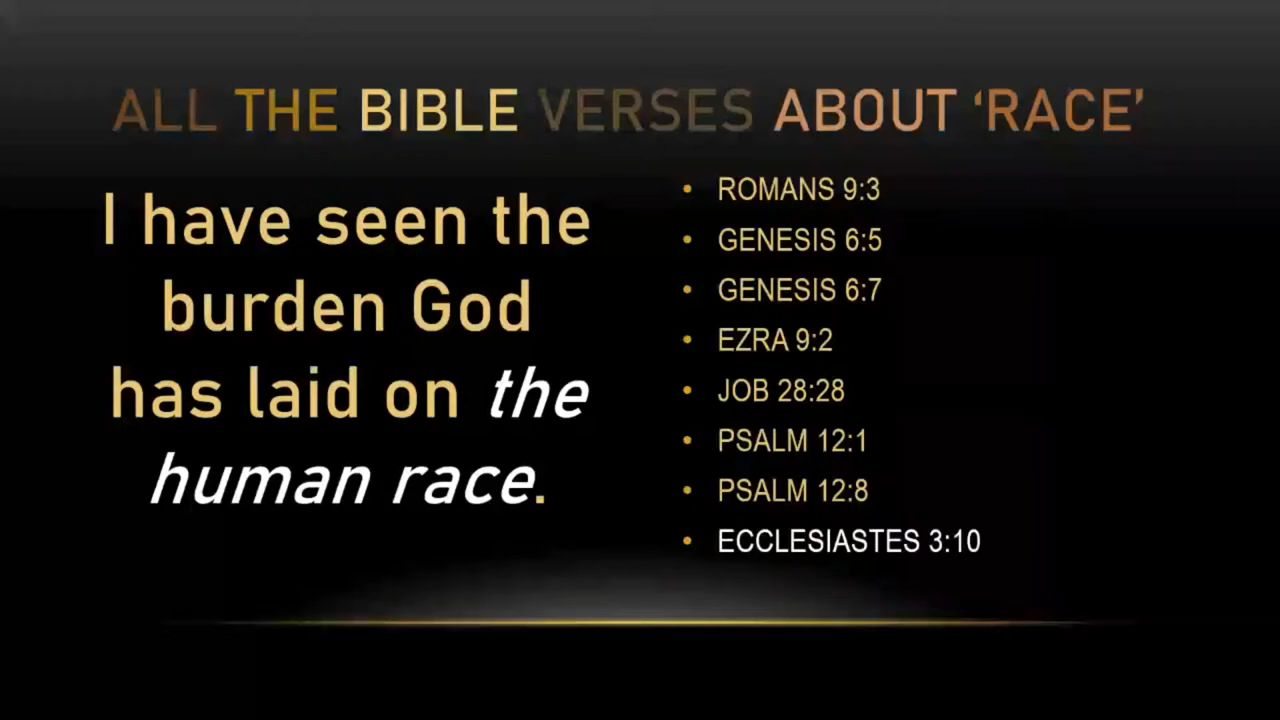 ALL THE BIBLE VERSES ABOUT ‘RACE’
I have seen the
burden God
has laid on the
human race.
• ROMANS 9:3
• GENESIS 6:5
• GENESIS 6:7
• EZRA 9:2
• JOB 28:28
• PSALM 12:1
• PSALM 12:8
• ECCLESIASTES 3:10